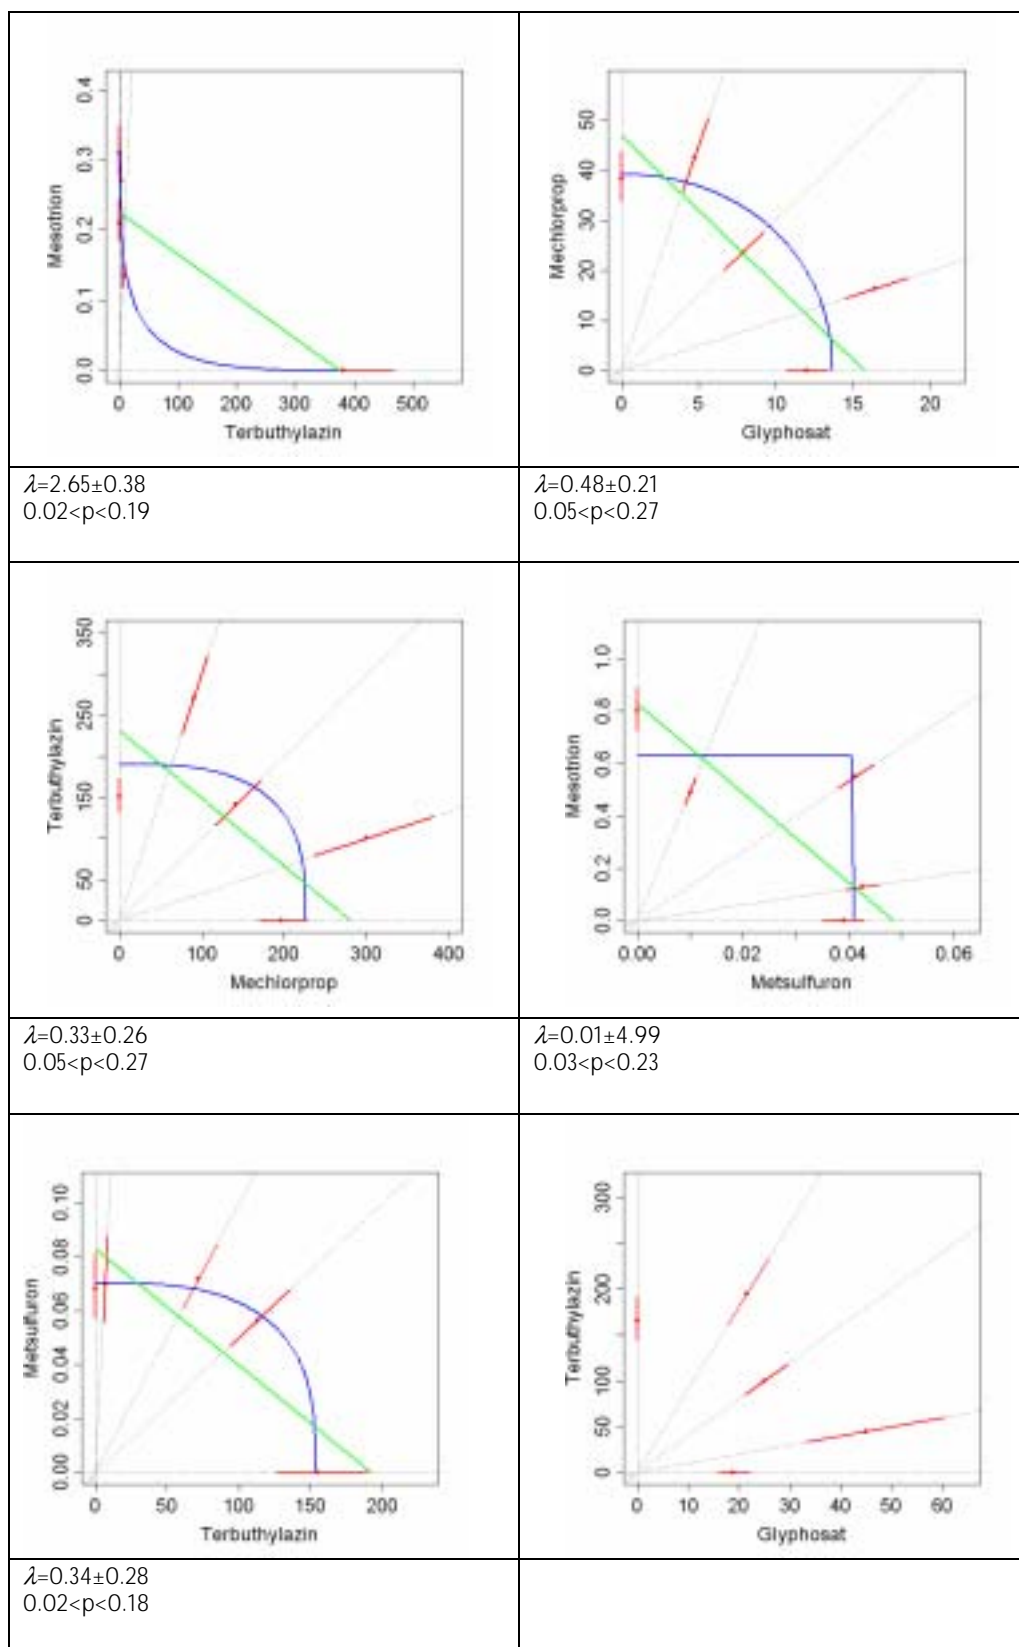 0.4
0.3
0.2
0.1
0.0
Mesotrion
0 100 200 300 400 500
Terbuthylazin
50
40
30
20
10
0
Mechlorprop
0 5 10 15 20
Glyphosat
λ=2.65±0.38
0.02<p<0.19
λ=0.48±0.21
0.05<p<0.27
350
250
150
50
0
Terbuthylazin
0 100 200 300 400
Mechlorprop
1.0
0.8
0.6
0.4
0.2
0.0
Mesotrion
0.00 0.02 0.04 0.06
Metsulfuron
λ=0.33±0.26
0.05<p<0.27
λ=0.01±4.99
0.03<p<0.23
0.10
0.08
0.06
0.04
0.02
0.00
Metsulfuron
0 50 100 150 200
Terbuthylazin
300
200
100
50
0
Terbuthylazin
0 10 20 30 40 50 60
Glyphosat
λ=0.34±0.28
0.02<p<0.18